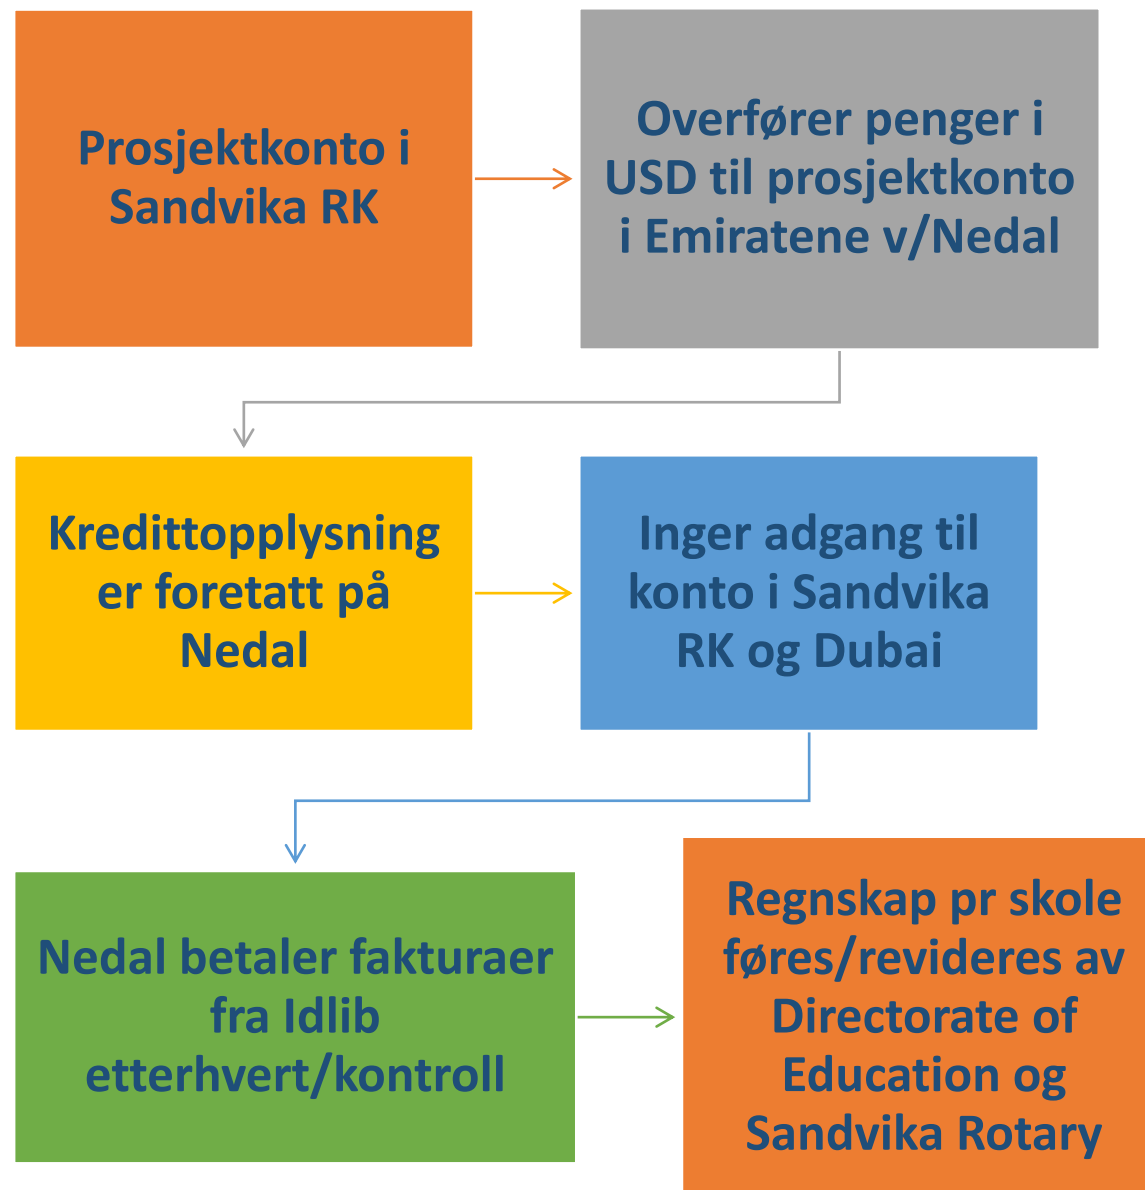 Prosjektkonto i
Sandvika RK
Overfører penger i
USD til prosjektkonto
i Emiratene v/Nedal
Kredittopplysning
er foretatt på
Nedal
Inger adgang til
konto i Sandvika
RK og Dubai
Nedal betaler fakturaer
fra Idlib
etterhvert/kontroll
Regnskap pr skole
føres/revideres av
Directorate of
Education og
Sandvika Rotary